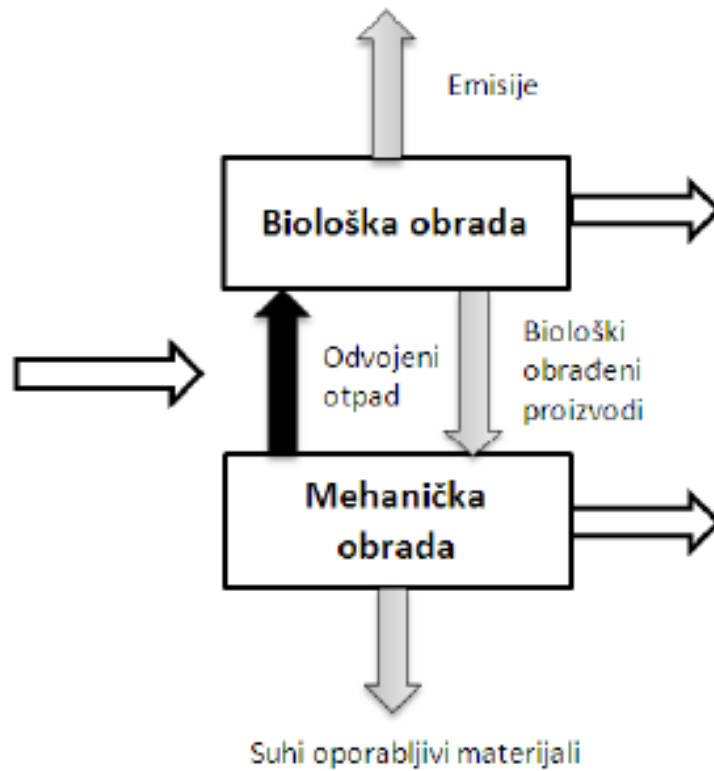 Emisije
Biološka obrada
Odvojeni
otpad
Biološki
obrađeni
proizvodi
Mehanička
obrada
Suhi oporabljivi materijali